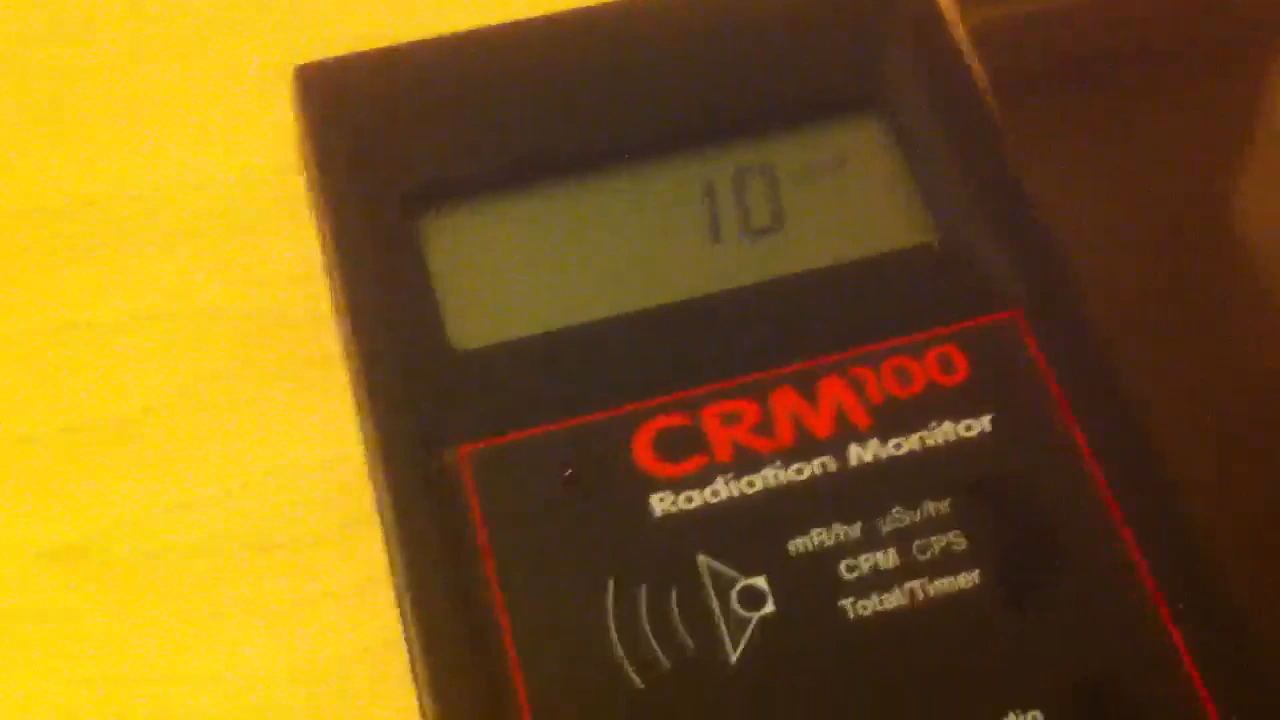 10
CRM100
Radiation Monitor
mR/hr µSv/hr
CPM CPS
Total/Timer